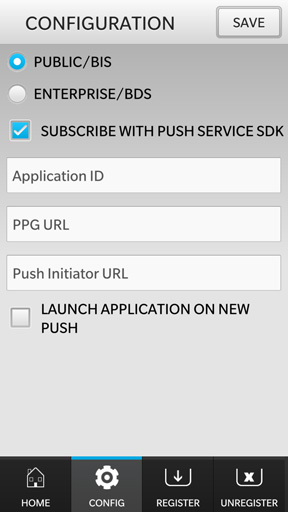 CONFIGURATION SAVE
PUBLIC/BIS
ENTERPRISE/BDS
SUBSCRIBE WITH PUSH SERVICE SDK
Application ID
PPG URL
Push Initiator URL
LAUNCH APPLICATION ON NEW
PUSH
HOME CONFIG REGISTER UNREGISTER